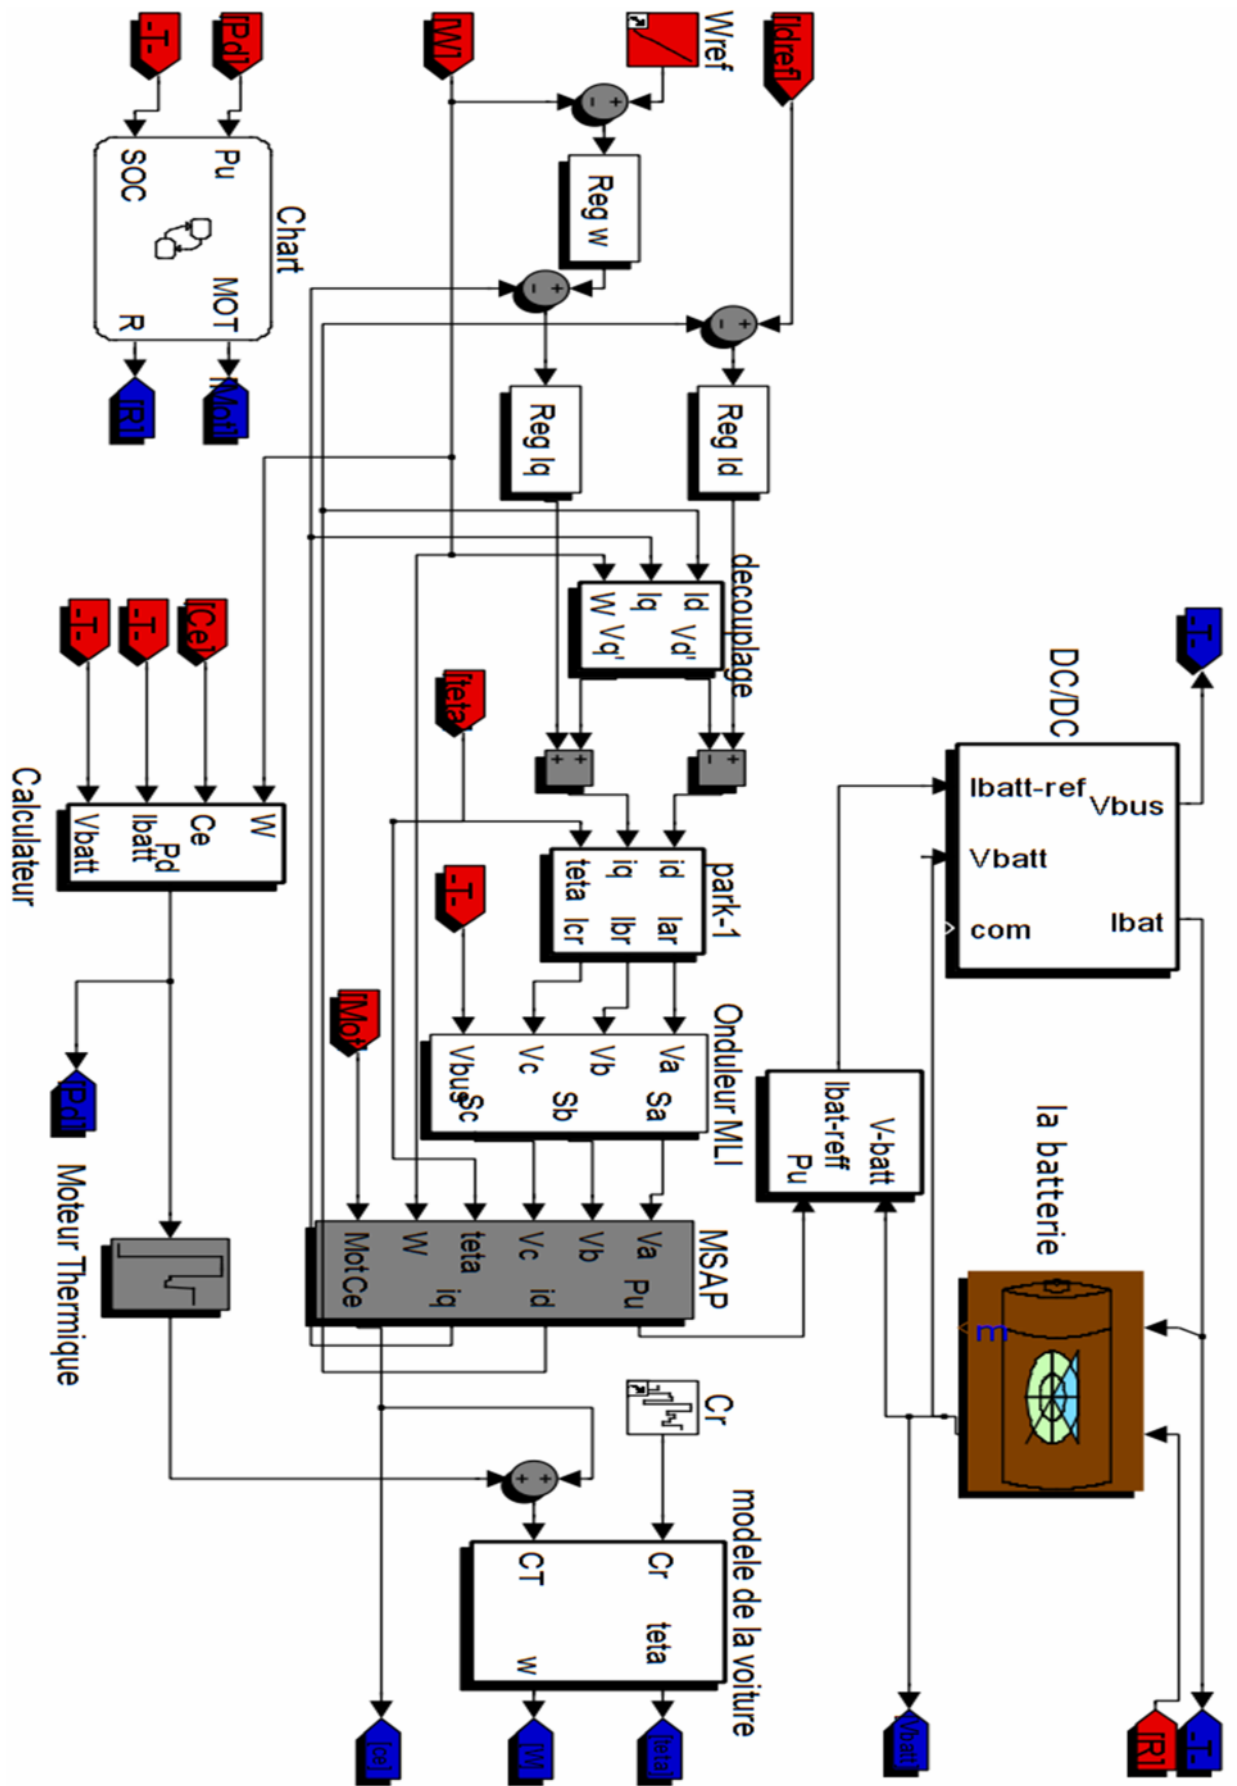 [Idref]
Wref
[W]
[Pd]
-T-
Pu
SOC
MOT
R
Chart
[Mot]
[R]
Reg w
Reg Id
Reg Iq
decouplage
Id
Iq
W
Vd'
Vq'
[teta]
-T-
park-1
id
iq
teta
Iar
Ibr
Icr
Onduleur MLI
Va
Vb
Vc
Vbus
Sa
Sb
Sc
[Mot]
MSAP
Va
Vb
Vc
teta
W
Mot
Pu
id
iq
Ce
[Ce]
-T-
-T-
W
Ce
Ibatt
Vbatt
Pd
Calculateur
[Pd]
Moteur Thermique
Cr
modele de la voiture
Cr
CT
teta
w
[teta]
[W]
[ce]
-T-
DC/DC
Ibatt-ref
Vbatt
com
Vbus
Ibat
V-batt
Ibat-reff
Pu
la batterie
m
[Vbatt]
[R]
-T-